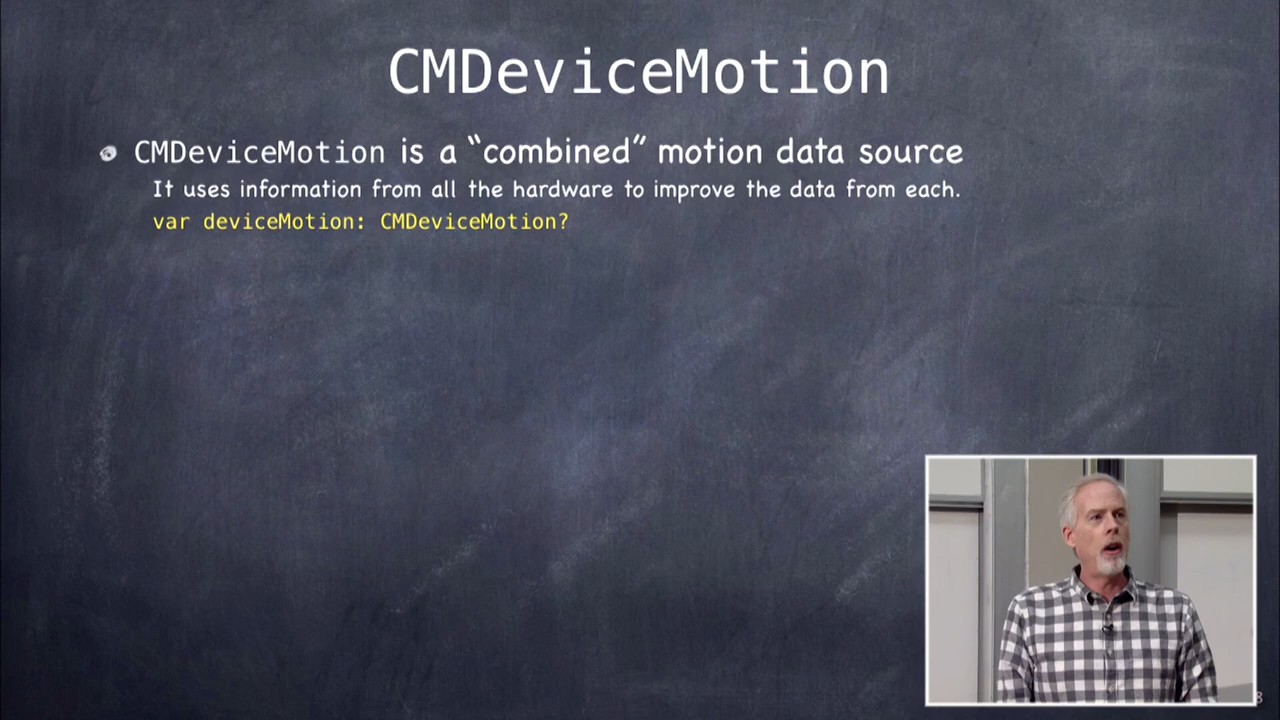 CMDeviceMotion
CMDeviceMotion is a “combined” motion data source
It uses information from all the hardware to improve the data from each.
var deviceMotion: CMDeviceMotion?